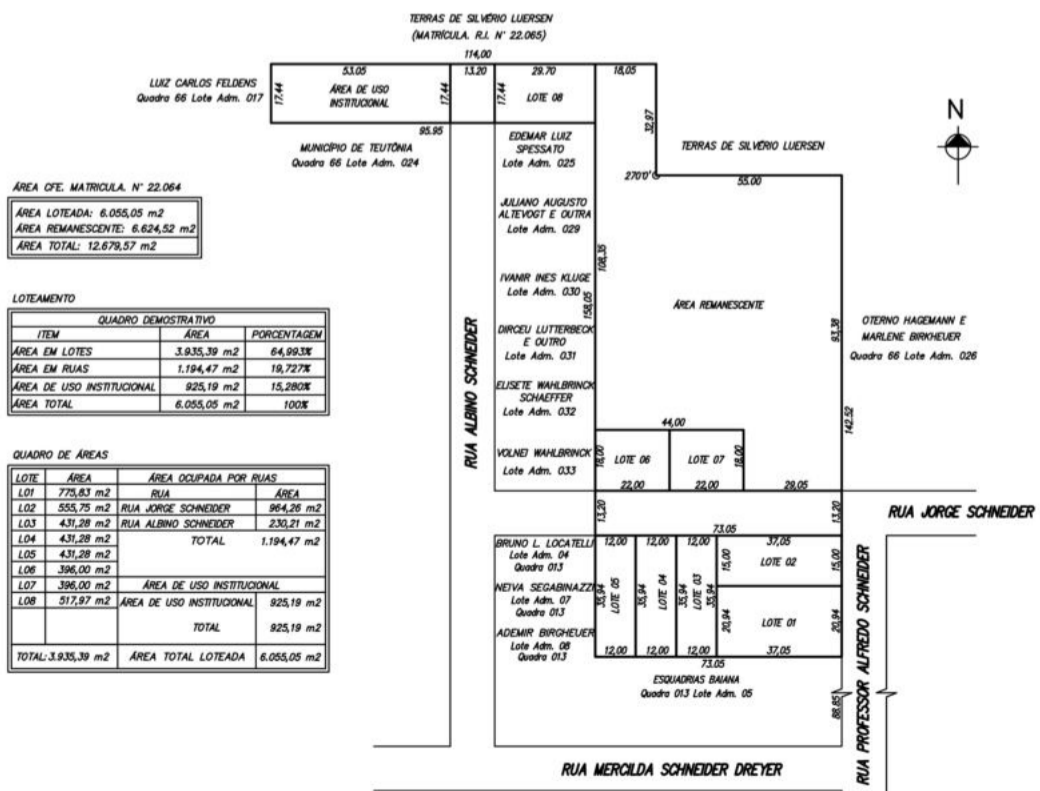 TERRAS DE SILVÉRIO LUERSEN
(MATRÍCULA. R.I. N° 22.065)
114,00
53.05
13.20
29.70
18,05
LUIZ CARLOS FELDENS
Quadra 66 Lote Adm. 017
17.44
ÁREA DE USO
INSTITUCIONAL
17.44
17.44
LOTE 08
95.95
32,97
N
MUNICÍPIO DE TEUTÔNIA
Quadra 66 Lote Adm. 024
EDEMAR LUIZ
SPESSATO
Lote Adm. 025
TERRAS DE SILVÉRIO LUERSEN
270°0'
55.00
ÁREA CFE. MATRICULA. N° 22.064
ÁREA LOTEADA: 6.055,05 m2
ÁREA REMANESCENTE: 6.624,52 m2
ÁREA TOTAL: 12.679,57 m2
JULIANO AUGUSTO
ALTEVOGT E OUTRA
Lote Adm. 029
108,35
IVANIR INES KLUGE
Lote Adm. 030
158,05
ÁREA REMANESCENTE
DIRCEU LUTTERBECK
E OUTRO
Lote Adm. 031
93,38
OTERNO HAGEMANN E
MARLENE BIRKHEUER
Quadra 66 Lote Adm. 026
LOTEAMENTO
QUADRO DEMOSTRATIVO
ITEM ÁREA PORCENTAGEM
ÁREA EM LOTES 3.935,39 m2 64,993%
ÁREA EM RUAS 1.194,47 m2 19,727%
ÁREA DE USO INSTITUCIONAL 925,19 m2 15,280%
ÁREA TOTAL 6.055,05 m2 100%
RUA ALBINO SCHNEIDER
ELISETE WAHLBRINCK
SCHAEFFER
Lote Adm. 032
142.52
44,00
VOLNEI WAHLBRINCK
Lote Adm. 033
18,00
LOTE 06
LOTE 07
18,00
22,00
22,00
29,05
QUADRO DE ÁREAS
LOTE ÁREA ÁREA OCUPADA POR RUAS
L01 775,83 m2 RUA ÁREA
L02 555,75 m2 RUA JORGE SCHNEIDER 964,26 m2
L03 431,28 m2 RUA ALBINO SCHNEIDER 230,21 m2
L04 431,28 m2 TOTAL 1.194,47 m2
L05 431,28 m2
L06 396,00 m2
L07 396,00 m2 ÁREA DE USO INSTITUCIONAL
L08 517,97 m2 ÁREA DE USO INSTITUCIONAL 925,19 m2
TOTAL 925,19 m2
TOTAL: 3.935,39 m2 ÁREA TOTAL LOTEADA 6.055,05 m2
13,20
13,20
RUA JORGE SCHNEIDER
73.05
BRUNO L. LOCATELLI
Lote Adm. 04
Quadra 013
12,00
12,00
12,00
37,05
15,00
LOTE 02
15,00
NEIVA SEGABINAZZI
Lote Adm. 07
Quadra 013
35,94
LOTE 05
35,94
LOTE 04
35,94
LOTE 03
35,94
ADEMIR BIRGHEUER
Lote Adm. 08
Quadra 013
20,94
LOTE 01
20,94
12,00
12,00
12,00
37,05
73.05
ESQUADRIAS BAIANA
Quadra 013 Lote Adm. 05
88.85
RUA PROFESSOR ALFREDO SCHNEIDER
RUA MERCILDA SCHNEIDER DREYER